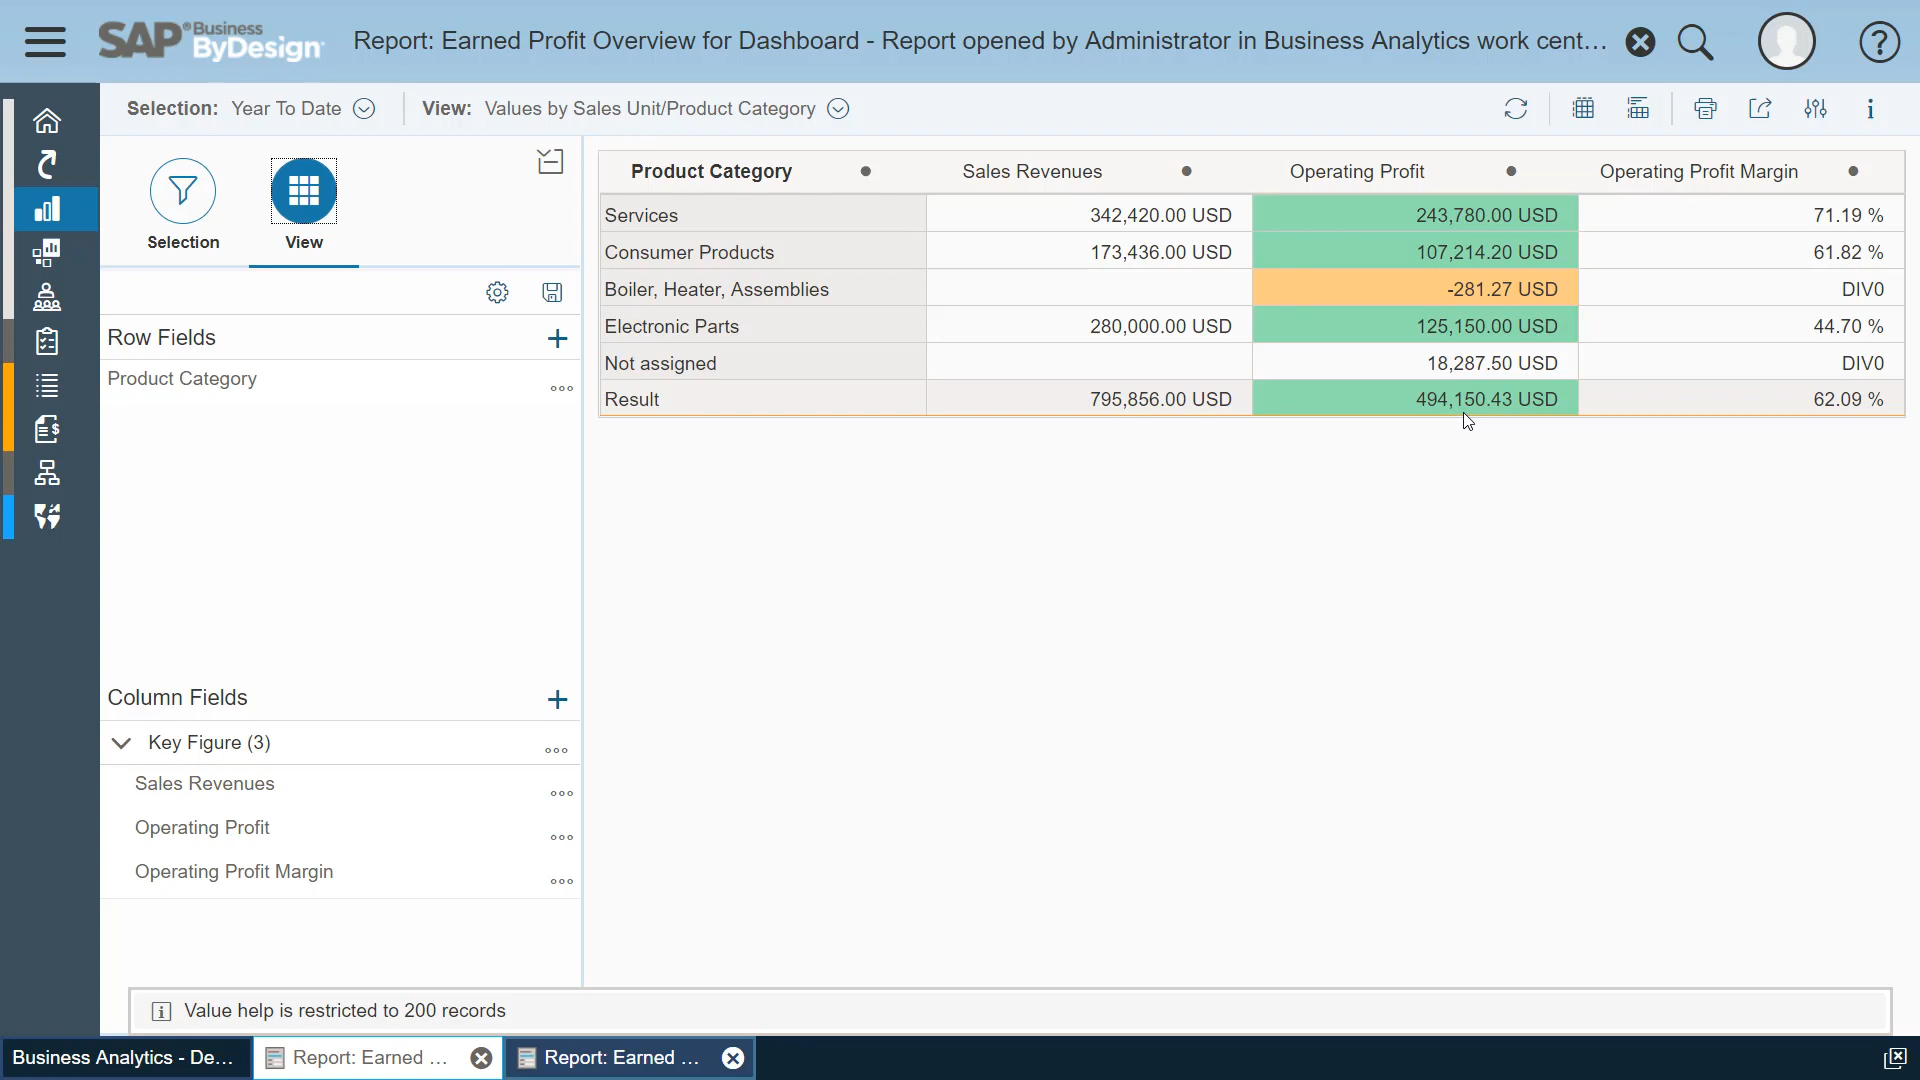 SAP® Business ByDesign
Report: Earned Profit Overview for Dashboard - Report opened by Administrator in Business Analytics work cent...
Selection: Year To Date
View: Values by Sales Unit/Product Category
Selection
View
Row Fields
Product Category
Column Fields
Key Figure (3)
Sales Revenues
Operating Profit
Operating Profit Margin
Product Category Sales Revenues Operating Profit Operating Profit Margin
Services 342,420.00 USD 243,780.00 USD 71.19 %
Consumer Products 173,436.00 USD 107,214.20 USD 61.82 %
Boiler, Heater, Assemblies -281.27 USD DIV0
Electronic Parts 280,000.00 USD 125,150.00 USD 44.70 %
Not assigned 18,287.50 USD DIV0
Result 795,856.00 USD 494,150.43 USD 62.09 %
Value help is restricted to 200 records
Business Analytics - De...
Report: Earned ...
Report: Earned ...